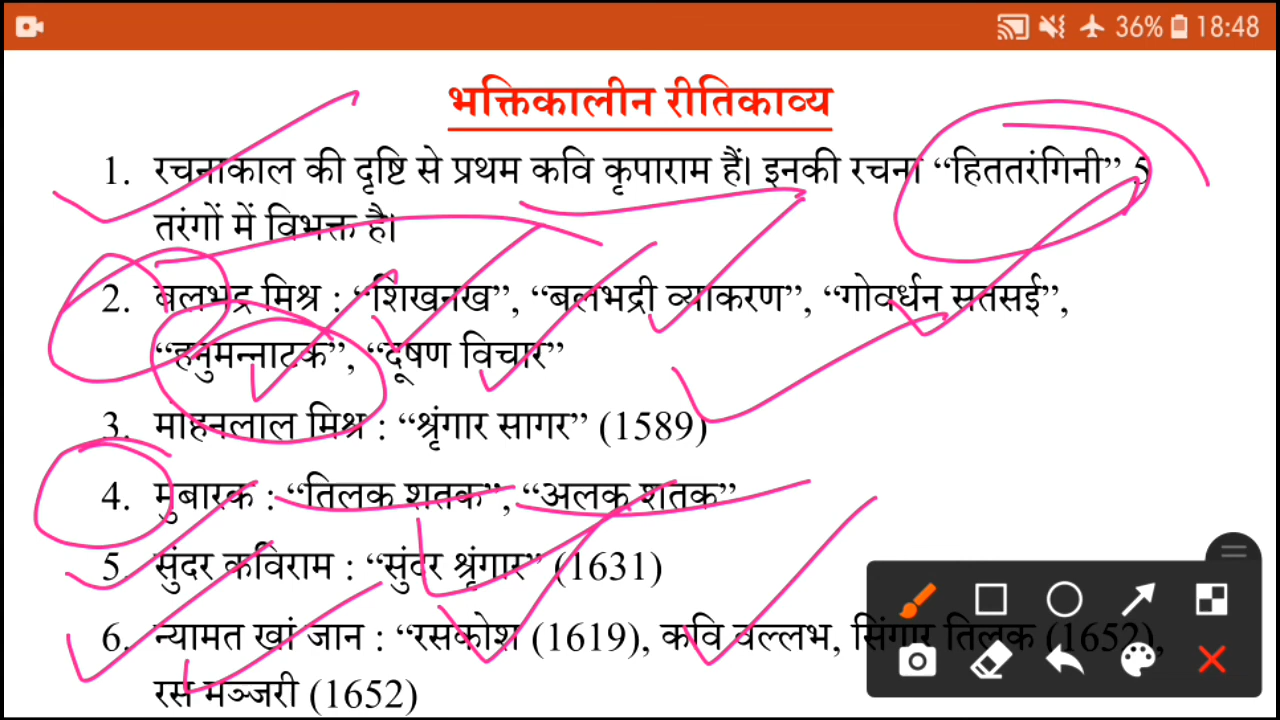 36% 18:48
भक्तिकालीन रीतिकाव्य
1. रचनाकाल की दृष्टि से प्रथम कवि कृपाराम हैं। इनकी रचना “हिततरंगिनी” 5
तरंगों में विभक्त है।
2. बलभद्र मिश्र : “शिखनख”, “बलभद्री व्याकरण”, “गोवर्धन सतसई”,
“हनुमन्नाटक”, “दूषण विचार”
3. मोहनलाल मिश्र : “श्रृंगार सागर” (1589)
4. मुबारक : “तिलक शतक”, “अलक शतक”
5. सुंदर कविराम : “सुंदर श्रृंगार” (1631)
6. न्यामत खां जान : “रसकोश (1619), कवि वल्लभ, सिंगार तिलक (1652),
रस मञ्जरी (1652)